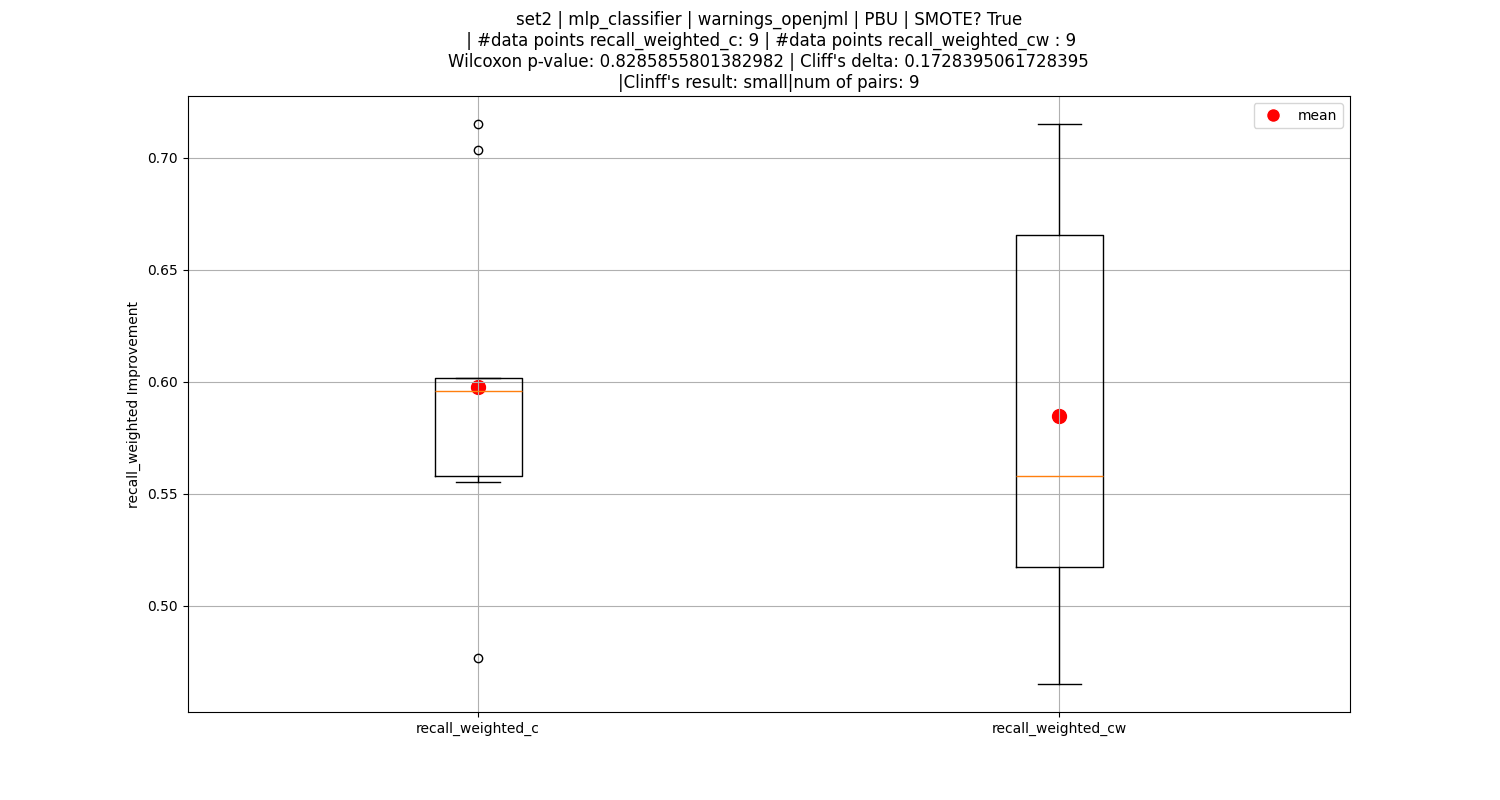 set2 | mlp_classifier | warnings_openjml | PBU | SMOTE? True
| #data points recall_weighted_c: 9 | #data points recall_weighted_cw : 9
Wilcoxon p-value: 0.8285855801382982 | Cliff's delta: 0.1728395061728395
|Clinff's result: small|num of pairs: 9
mean
0.70
0.65
0.60
0.55
0.50
recall_weighted Improvement
recall_weighted_c
recall_weighted_cw